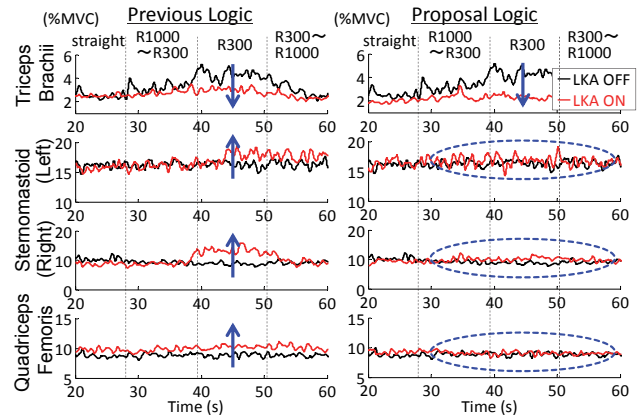 (%MVC) Previous Logic (%MVC) Proposal Logic
straight R1000 ～R300 R300 R300～ R1000 straight R1000 ～R300 R300 R300～ R1000
Triceps
Brachii
6
4
2
6
4
2
LKA OFF
LKA ON
20 30 40 50 60 20 30 40 50 60
Sternomastoid
(Left)
20
15
10
20
15
10
20 30 40 50 60 20 30 40 50 60
(Right)
20
10
0
20
10
0
20 30 40 50 60 20 30 40 50 60
Quadriceps
Femoris
15
10
5
15
10
5
20 30 40 50 60 20 30 40 50 60
Time (s) Time (s)